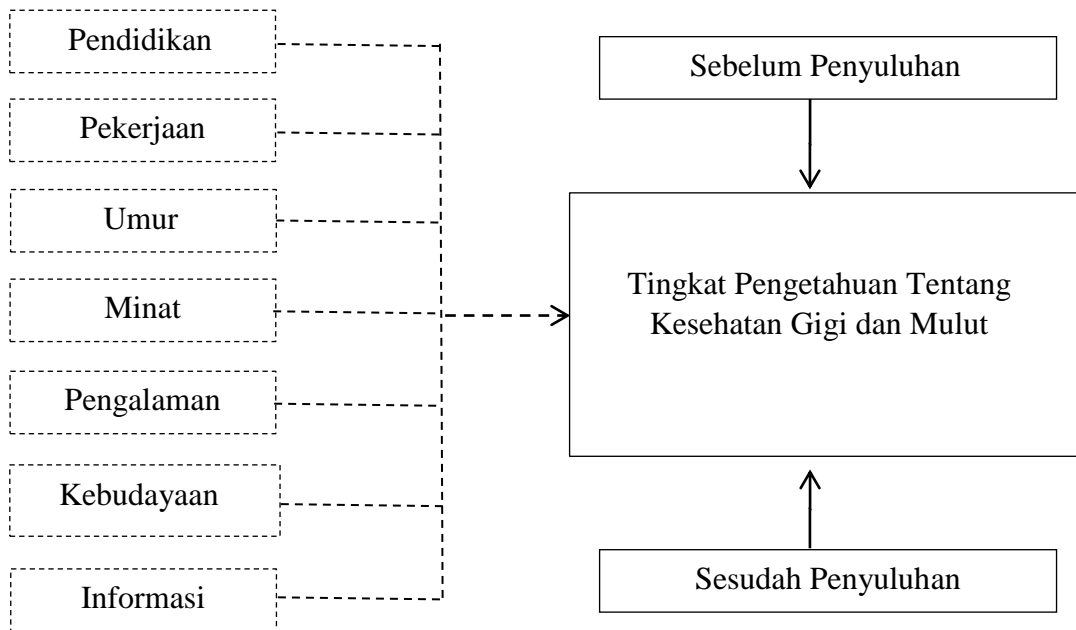 Pendidikan
Pekerjaan
Umur
Minat
Pengalaman
Kebudayaan
Informasi
Sebelum Penyuluhan
Tingkat Pengetahuan Tentang
Kesehatan Gigi dan Mulut
Sesudah Penyuluhan